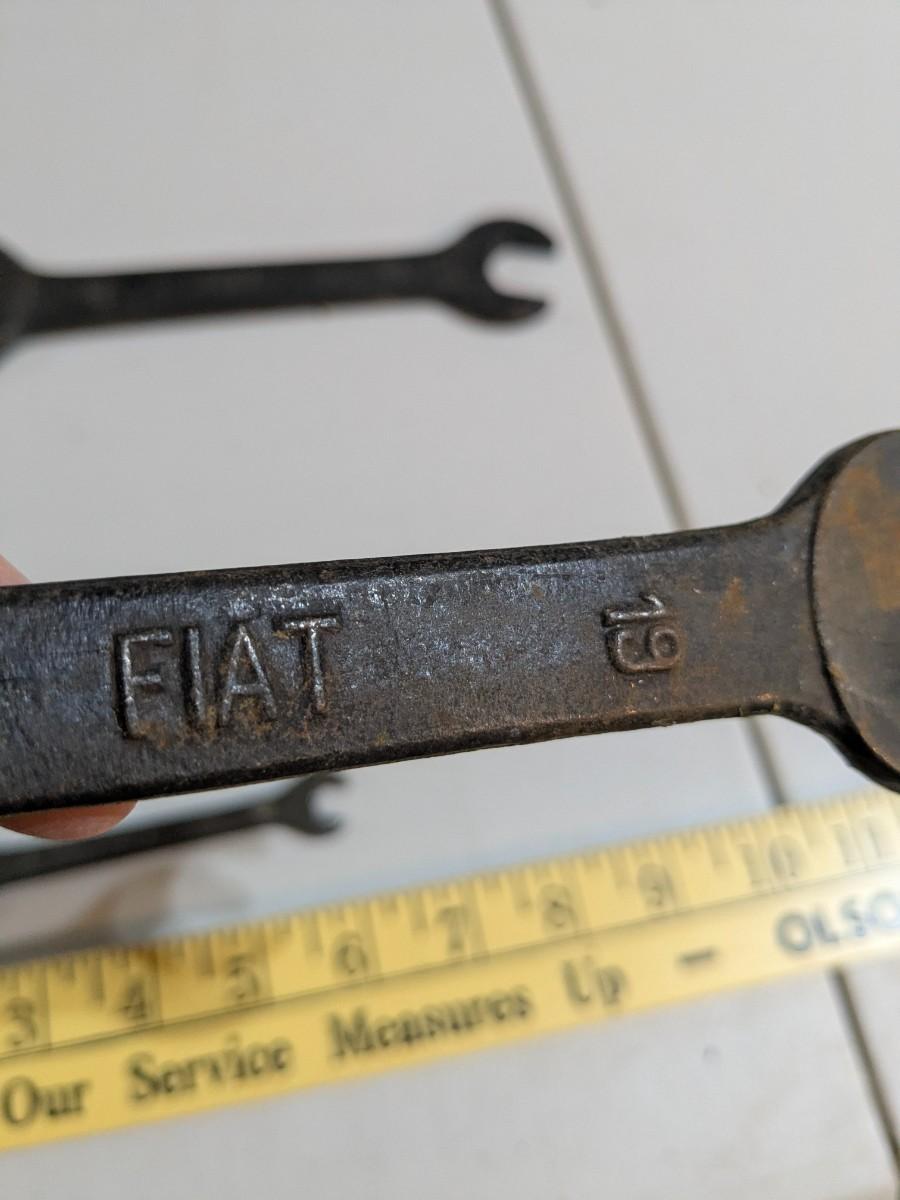 FIAT
19
3 4 5 6 7 8 9 10 11
Our Service Measures Up - OLSO